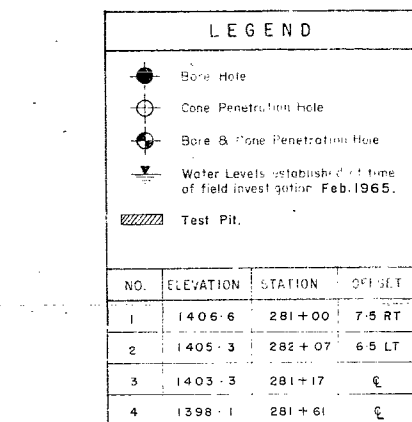 LEGEND
Bore Hole
Cone Penetration Hole
Bore & Cone Penetration Hole
Water Levels established at time
of field investigation Feb. 1965.
Test Pit.
NO. ELEVATION STATION OFFSET
1 1406·6 281+00 7·5 RT
2 1405·3 282+07 6·5 LT
3 1403·3 281+17 ℄
4 1398·1 281+61 ℄